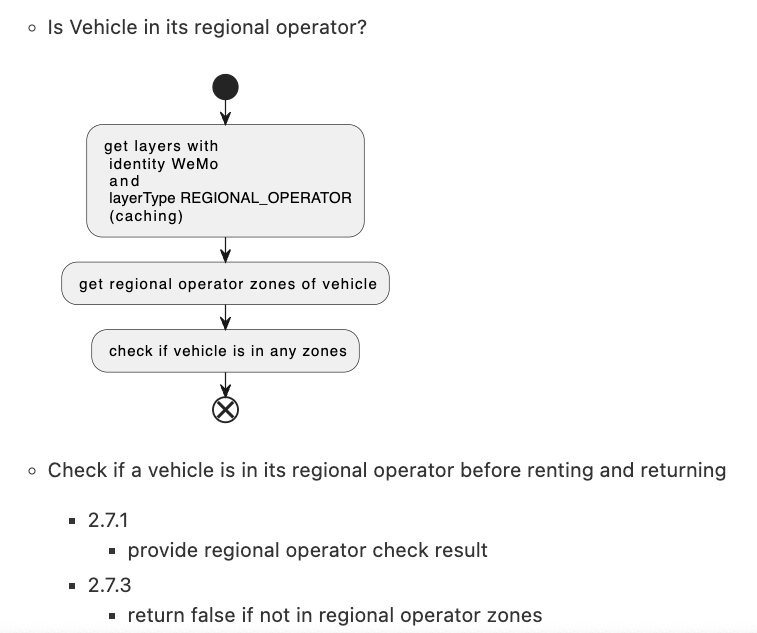 Is Vehicle in its regional operator?
get layers with
identity WeMo
and
layerType REGIONAL_OPERATOR
(caching)
get regional operator zones of vehicle
check if vehicle is in any zones
Check if a vehicle is in its regional operator before renting and returning
2.7.1
provide regional operator check result
2.7.3
return false if not in regional operator zones